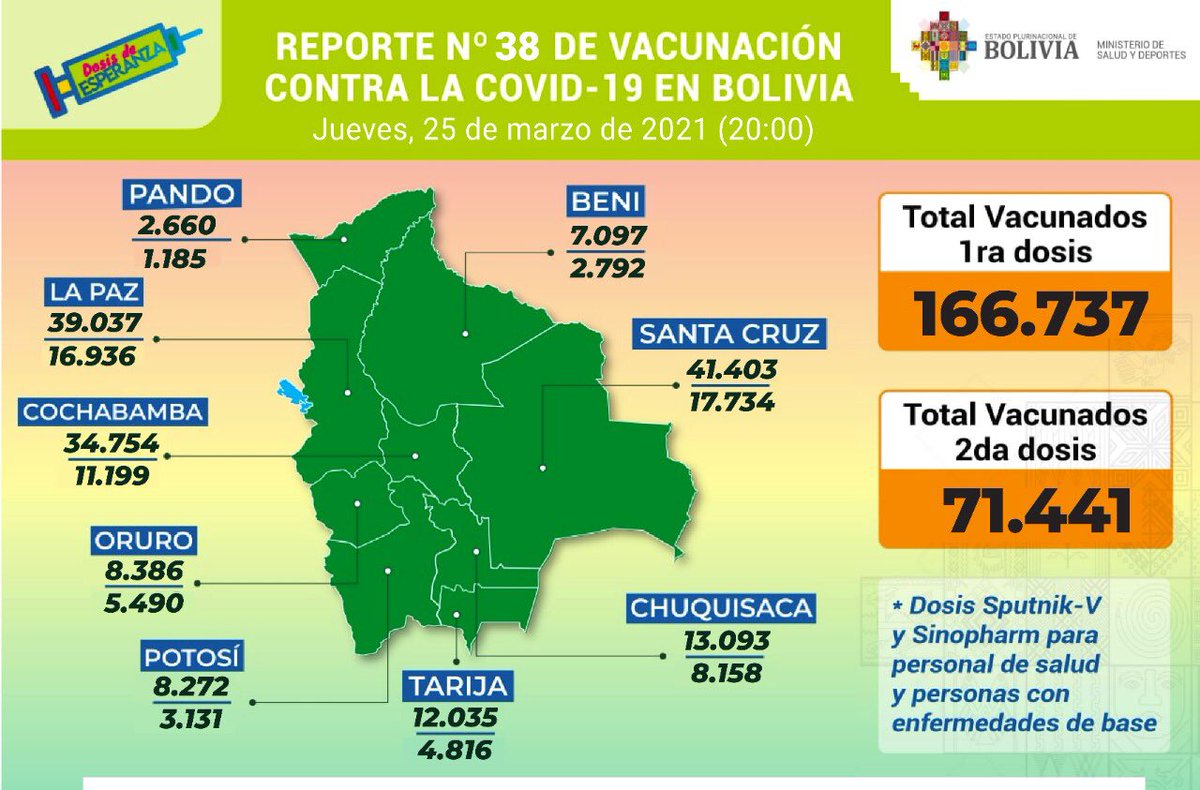 Dosis de
ESPERANZA
REPORTE Nº 38 DE VACUNACIÓN
CONTRA LA COVID-19 EN BOLIVIA
Jueves, 25 de marzo de 2021 (20:00)
ESTADO PLURINACIONAL DE
BOLIVIA
MINISTERIO DE
SALUD Y DEPORTES
PANDO
2.660
1.185
BENI
7.097
2.792
LA PAZ
39.037
16.936
SANTA CRUZ
41.403
17.734
COCHABAMBA
34.754
11.199
ORURO
8.386
5.490
CHUQUISACA
13.093
8.158
POTOSÍ
8.272
3.131
TARIJA
12.035
4.816
Total Vacunados
1ra dosis
166.737
Total Vacunados
2da dosis
71.441
* Dosis Sputnik-V
y Sinopharm para
personal de salud
y personas con
enfermedades de base